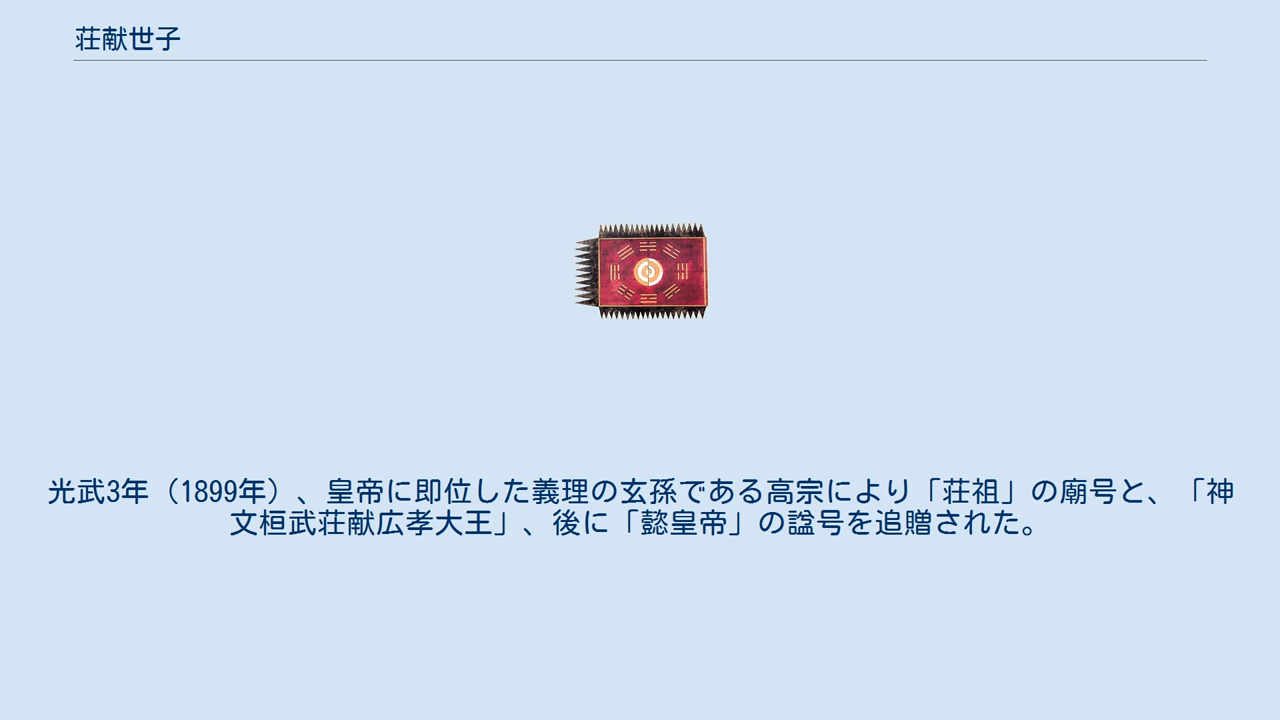 荘献世子
光武3年（1899年）、皇帝に即位した義理の玄孫である高宗により「荘祖」の廟号と、「神
文桓武荘献広孝大王」、後に「懿皇帝」の諡号を追贈された。